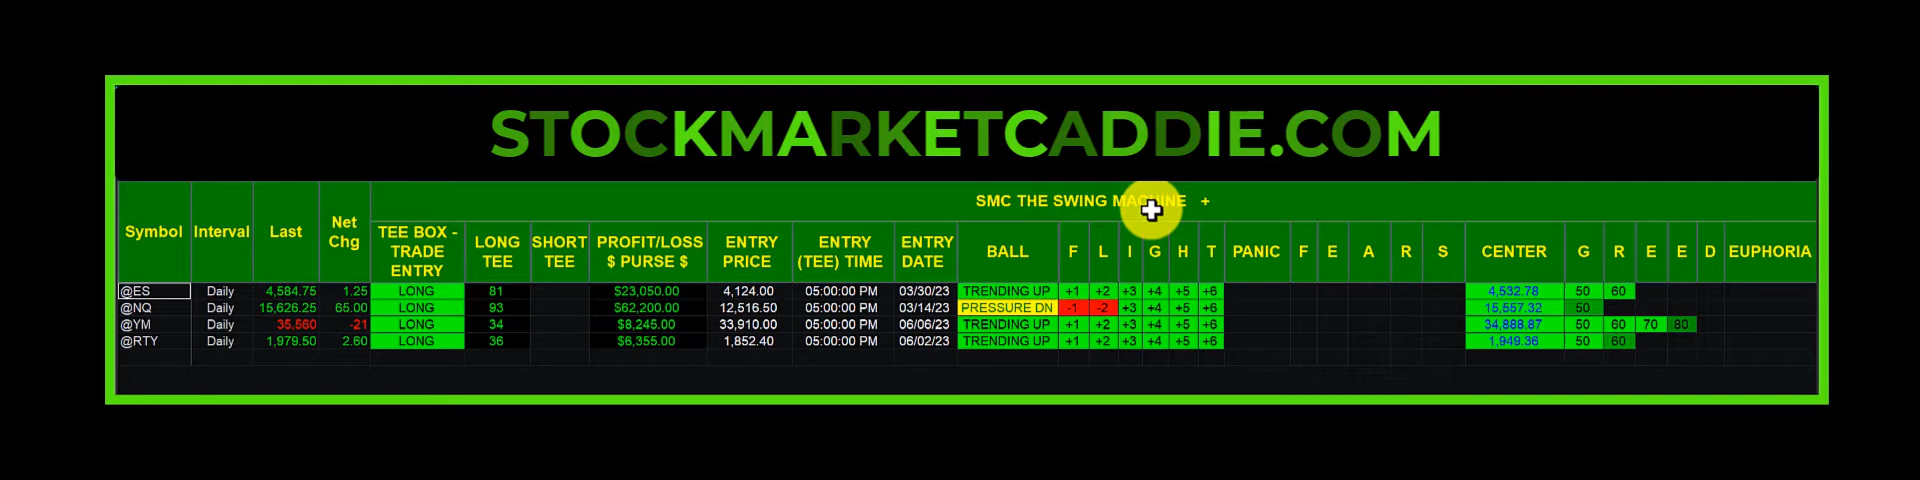 STOCKMARKETCADDIE.COM
SMC THE SWING MACHINE +
Symbol Interval Last Net Chg TEE BOX - TRADE ENTRY LONG TEE SHORT TEE PROFIT/LOSS $ PURSE $ ENTRY PRICE ENTRY (TEE) TIME ENTRY DATE BALL F L I G H T PANIC F E A R S CENTER G R E E D EUPHORIA
@ES Daily 4,584.75 1.25 LONG 81 $23,050.00 4,124.00 05:00:00 PM 03/30/23 TRENDING UP +1 +2 +3 +4 +5 +6 4,532.78 50 60
@NQ Daily 15,626.25 65.00 LONG 93 $62,200.00 12,516.50 05:00:00 PM 03/14/23 PRESSURE DN -1 -2 +3 +4 +5 +6 15,557.32 50
@YM Daily 35,560 -21 LONG 34 $8,245.00 33,910.00 05:00:00 PM 06/06/23 TRENDING UP +1 +2 +3 +4 +5 +6 34,888.87 50 60 70 80
@RTY Daily 1,979.50 2.60 LONG 36 $6,355.00 1,852.40 05:00:00 PM 06/02/23 TRENDING UP +1 +2 +3 +4 +5 +6 1,949.36 50 60